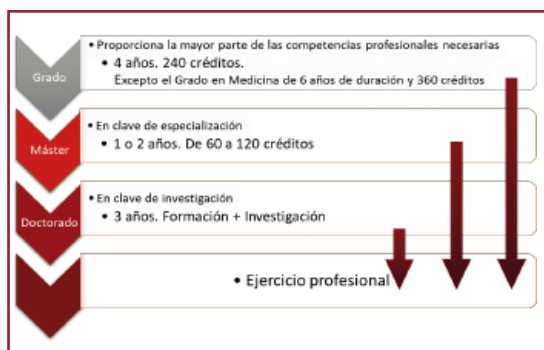 • Proporciona la mayor parte de las competencias profesionales necesarias
• 4 años. 240 créditos.
Excepto el Grado en Medicina de 6 años de duración y 360 créditos
Grado
• En clave de especialización
• 1 o 2 años. De 60 a 120 créditos
Máster
• En clave de investigación
• 3 años. Formación + Investigación
Doctorado
• Ejercicio profesional